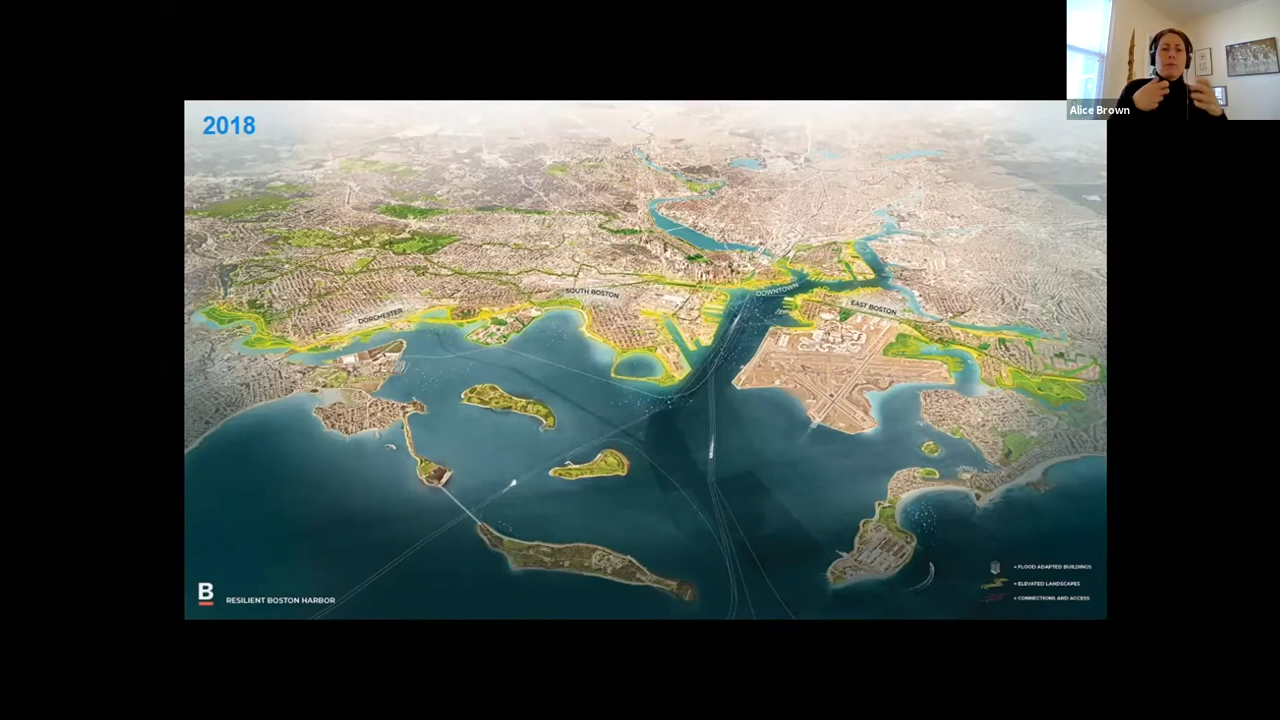 Alice Brown
2018
SOUTH BOSTON
DOWNTOWN
DORCHESTER
EAST BOSTON
= FLOOD ADAPTED BUILDINGS
= ELEVATED LANDSCAPES
= CONNECTIONS AND ACCESS
B
RESILIENT BOSTON HARBOR